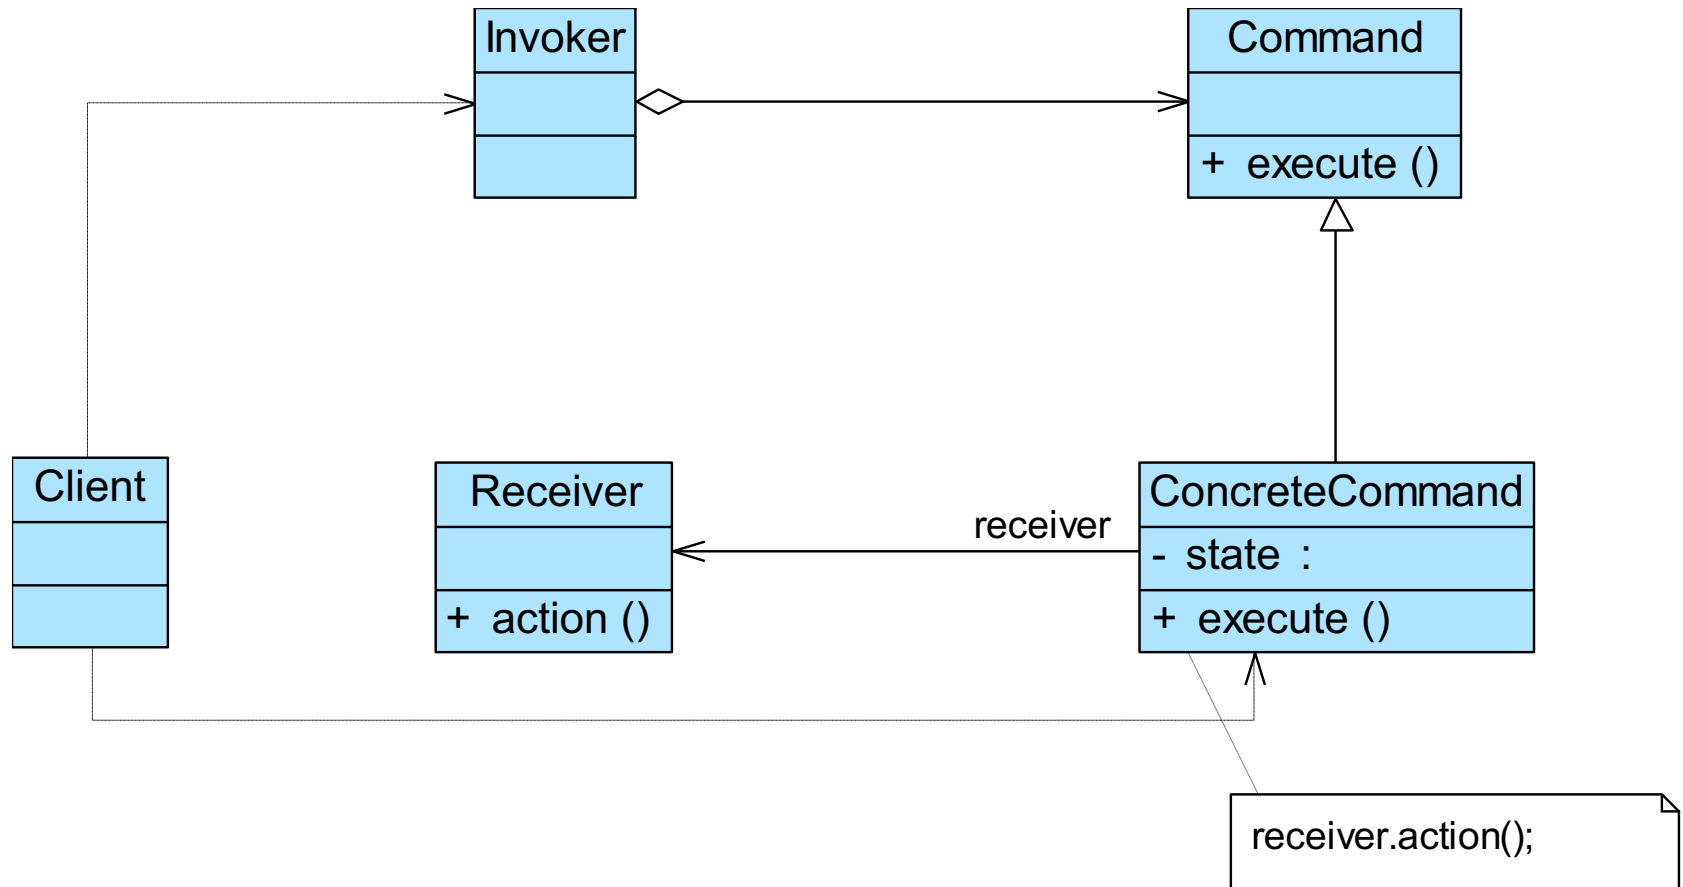 Invoker
Command
+ execute ()
Client
Receiver
+ action ()
receiver
ConcreteCommand
- state :
+ execute ()
receiver.action();